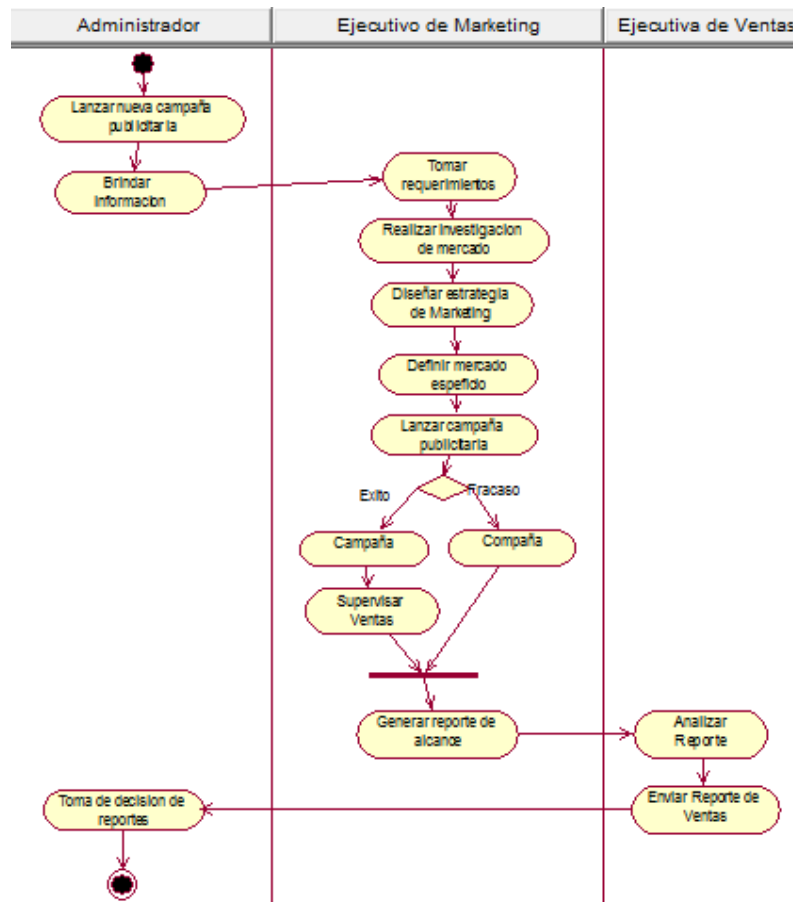 Administrador
Ejecutivo de Marketing
Ejecutiva de Ventas
Lanzar nueva campaña
publicitaria
Brindar
Informacion
Tomar
requerimientos
Realizar Investigacion
de mercado
Diseñar estrategia
de Marketing
Definir mercado
espefido
Lanzar campaña
publicitaria
Exito
Fracaso
Campaña
Compaña
Supervisar
Ventas
Generar reporte de
alcance
Analizar
Reporte
Enviar Reporte de
Ventas
Toma de decision de
reportes